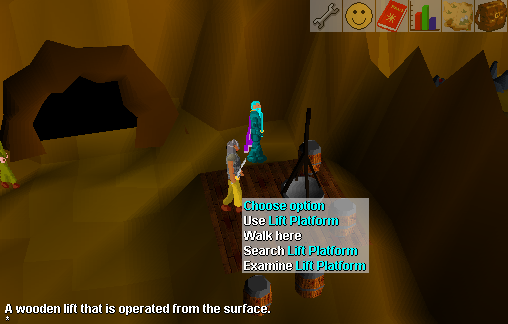 Choose option
Use Lift Platform
Walk here
Search Lift Platform
Examine Lift Platform
A wooden lift that is operated from the surface.
*